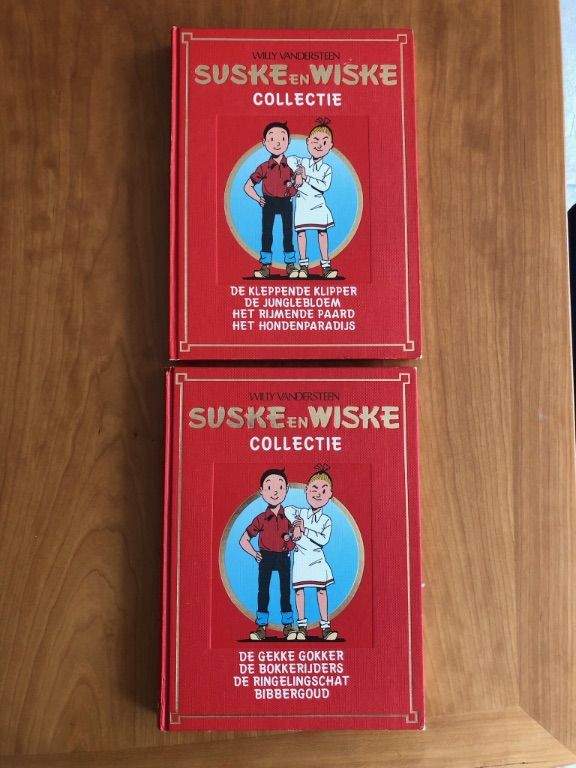 WILLY VANDERSTEEN
SUSKE EN WISKE
COLLECTIE
DE KLEPPENDE KLIPPER
DE JUNGLEBLOEM
HET RIJMENDE PAARD
HET HONDENPARADIJS
WILLY VANDERSTEEN
SUSKE EN WISKE
COLLECTIE
DE GEKKE GOKKER
DE BOKKERIJDERS
DE RINGELINGSCHAT
BIBBERGOUD